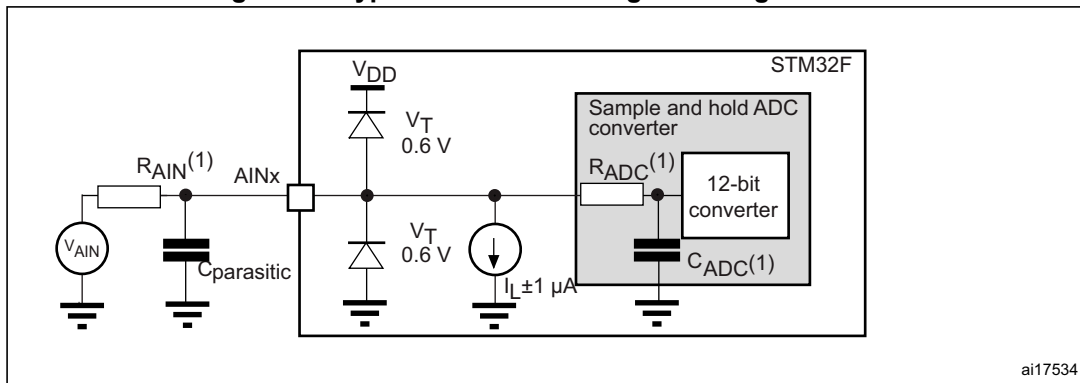 STM32F
VDD
Sample and hold ADC
converter
VT
0.6 V
RAIN(1)
AINx
RADC(1)
12-bit
converter
VAIN
Cparasitic
VT
0.6 V
IL±1 µA
CADC(1)
ai17534